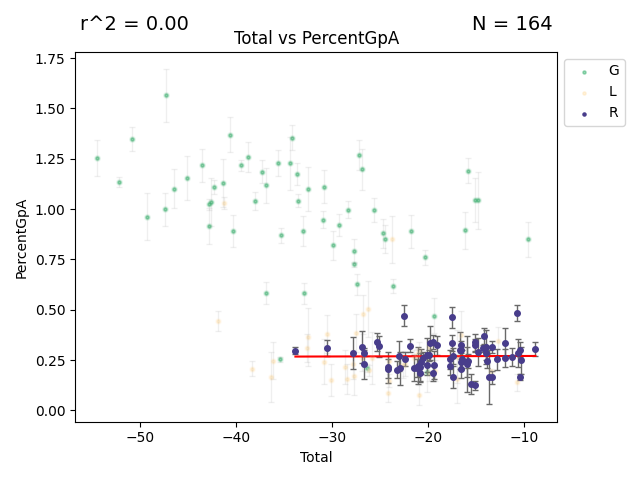 r^2 = 0.00
N = 164
Total vs PercentGpA
1.75
1.50
1.25
1.00
0.75
0.50
0.25
0.00
PercentGpA
−50
−40
−30
−20
−10
Total
G
L
R